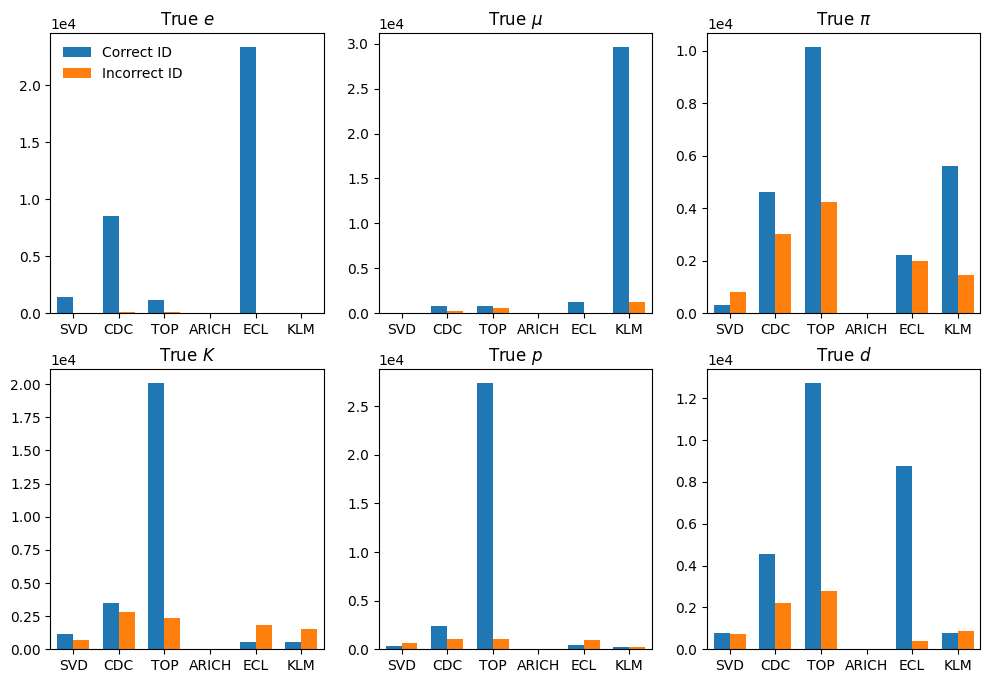 True e
1e4
Correct ID
Incorrect ID
2.0
1.5
1.0
0.5
0.0
SVD CDC TOP ARICH ECL KLM
True μ
1e4
3.0
2.5
2.0
1.5
1.0
0.5
0.0
SVD CDC TOP ARICH ECL KLM
True π
1e4
1.0
0.8
0.6
0.4
0.2
0.0
SVD CDC TOP ARICH ECL KLM
True K
1e4
2.00
1.75
1.50
1.25
1.00
0.75
0.50
0.25
0.00
SVD CDC TOP ARICH ECL KLM
True p
1e4
2.5
2.0
1.5
1.0
0.5
0.0
SVD CDC TOP ARICH ECL KLM
True d
1e4
1.2
1.0
0.8
0.6
0.4
0.2
0.0
SVD CDC TOP ARICH ECL KLM